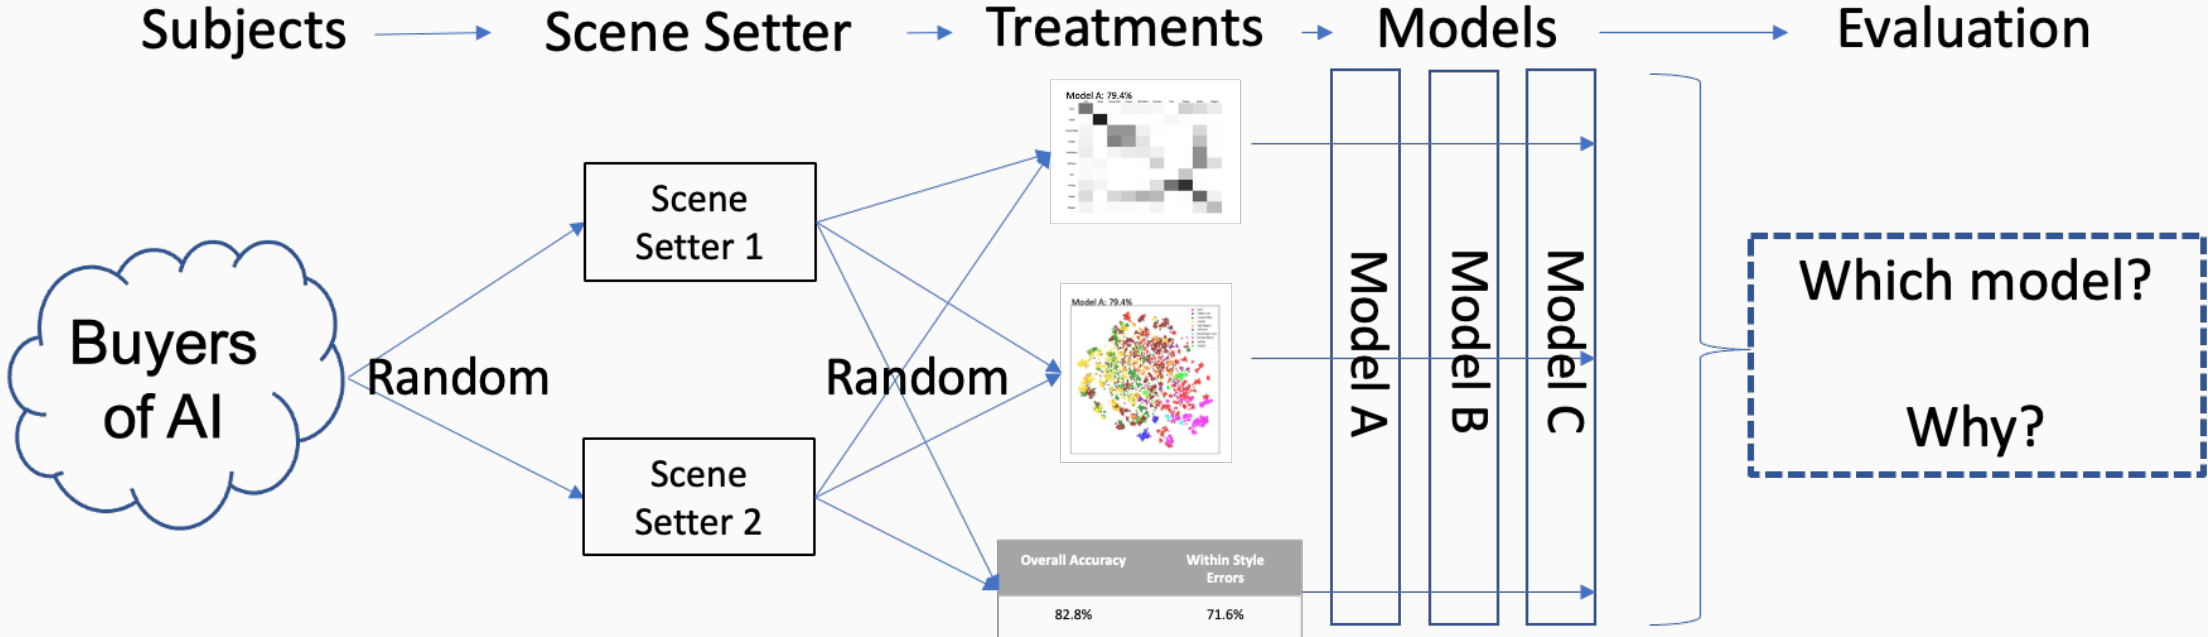 Subjects
Scene Setter
Treatments
Models
Evaluation
Buyers
of AI
Random
Scene
Setter 1
Scene
Setter 2
Random
Model A: 79.4%
Model A: 79.4%
Overall Accuracy
Within Style
Errors
82.8%
71.6%
Model A
Model B
Model C
Which model?
Why?